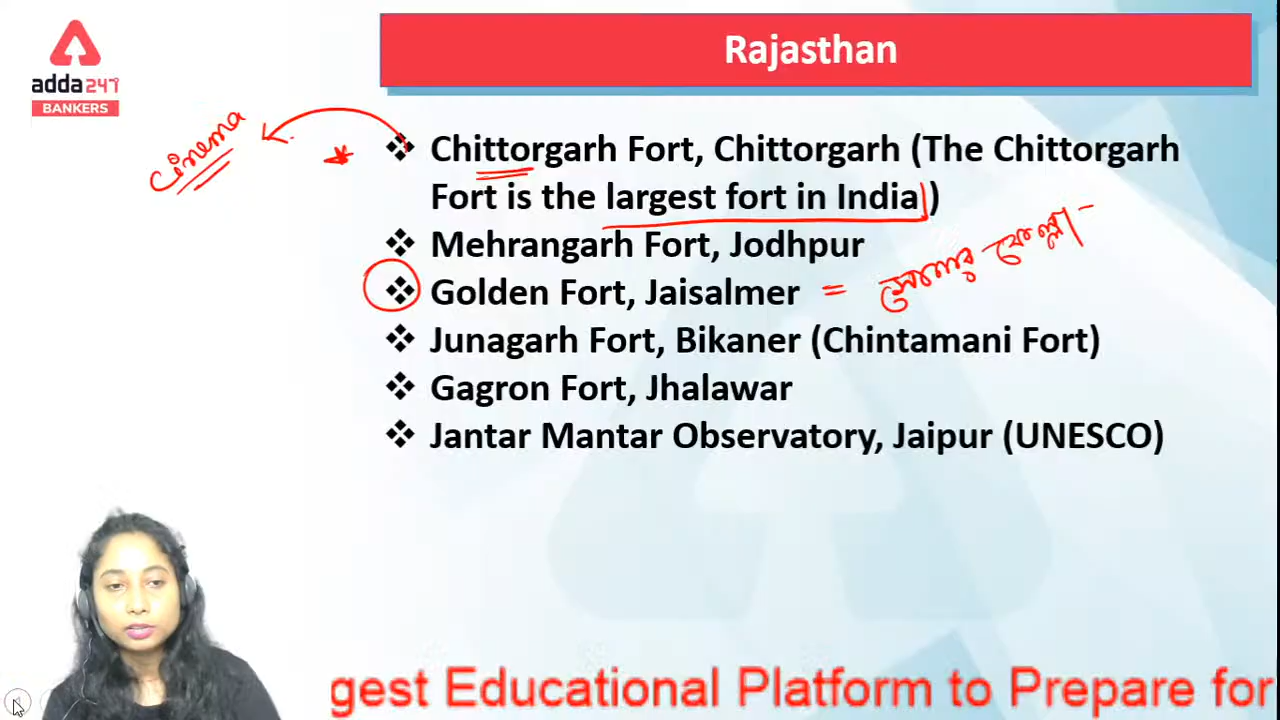 Rajasthan
adda247
BANKERS
cinema
Chittorgarh Fort, Chittorgarh (The Chittorgarh
Fort is the largest fort in India)
Mehrangarh Fort, Jodhpur
Golden Fort, Jaisalmer = সোনার কেল্লা
Junagarh Fort, Bikaner (Chintamani Fort)
Gagron Fort, Jhalawar
Jantar Mantar Observatory, Jaipur (UNESCO)
gest Educational Platform to Prepare for